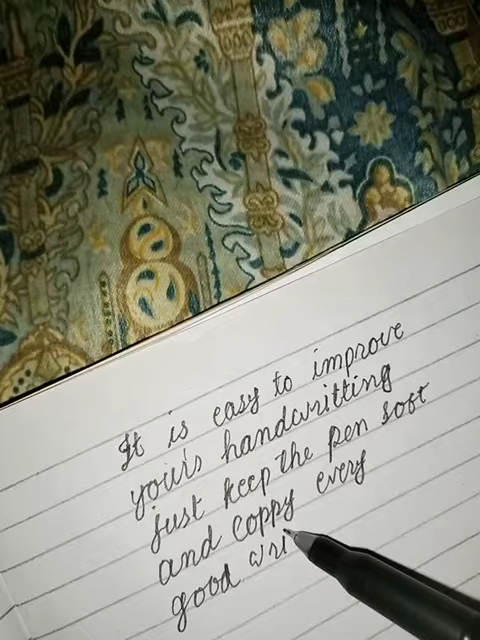 It is easy to improve
your's handwritting
just keep the pen soft
and coppy every
good wri